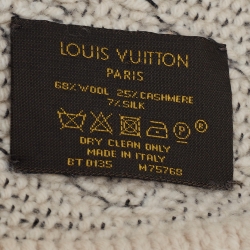 LOUIS VUITTON
PARIS
68% WOOL 25% CASHMERE
7% SILK
P ®
DRY CLEAN ONLY
MADE IN ITALY
BT 0135 M75768